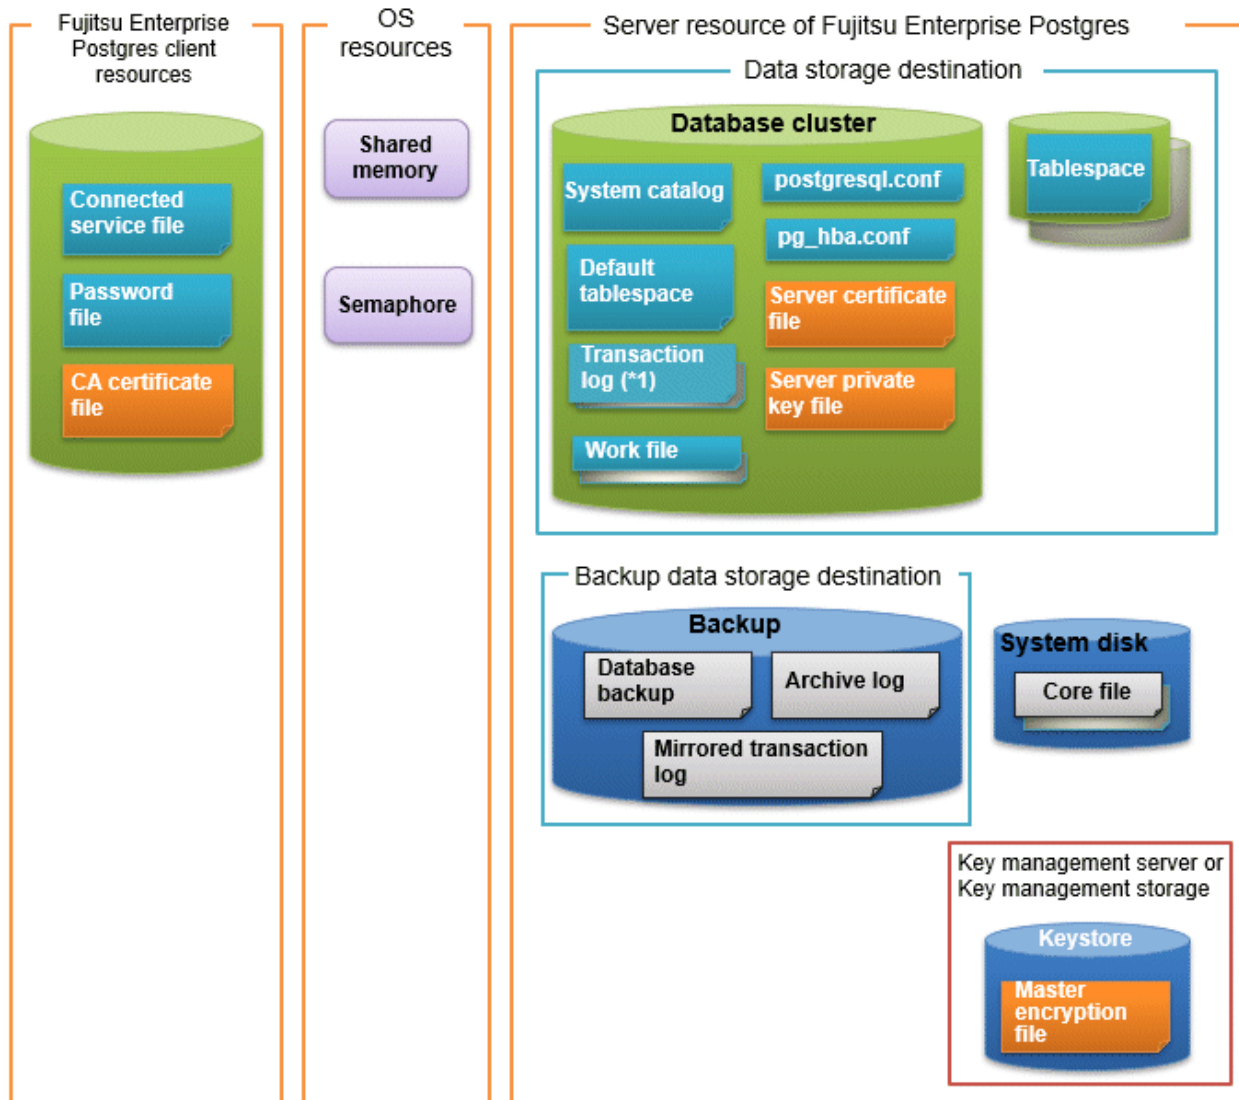 Fujitsu Enterprise
Postgres client
resources
Connected
service file
Password
file
CA certificate
file
OS
resources
Shared
memory
Semaphore
Server resource of Fujitsu Enterprise Postgres
Data storage destination
Database cluster
System catalog
Default
tablespace
Transaction
log (*1)
Work file
postgresql.conf
pg_hba.conf
Server certificate
file
Server private
key file
Tablespace
Backup data storage destination
Backup
Database
backup
Archive log
Mirrored transaction
log
System disk
Core file
Key management server or
Key management storage
Keystore
Master
encryption
file